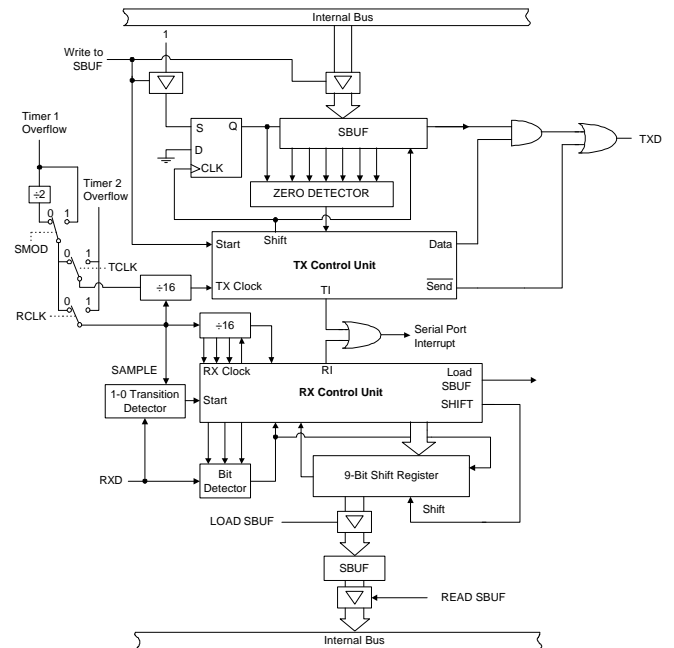 Internal Bus
1
Write to
SBUF
S
Q
D
CLK
SBUF
TXD
Timer 1
Overflow
Timer 2
Overflow
÷2
ZERO DETECTOR
0
1
SMOD
Shift
Start
Data
TX Control Unit
0
1
TCLK
÷16
TX Clock
TI
Send
0
1
RCLK
÷16
Serial Port
Interrupt
SAMPLE
RX Clock
RI
Load
SBUF
RX Control Unit
1-0 Transition
Detector
Start
SHIFT
RXD
Bit
Detector
9-Bit Shift Register
Shift
LOAD SBUF
SBUF
READ SBUF
Internal Bus